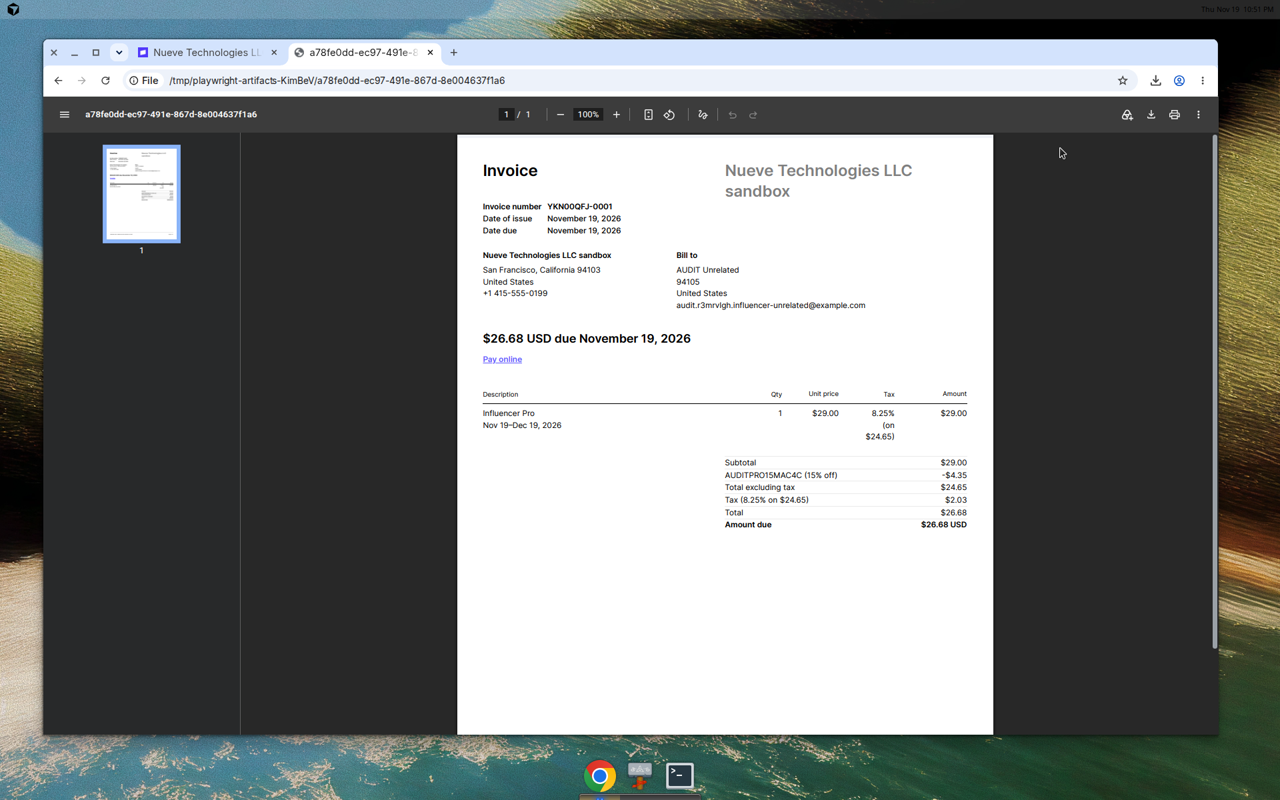 Thu Nov 19 10:51 PM
Nueve Technologies LL
a78fe0dd-ec97-491e-8
File /tmp/playwright-artifacts-KimBeV/a78fe0dd-ec97-491e-867d-8e004637f1a6
a78fe0dd-ec97-491e-867d-8e004637f1a6
1 / 1
100%
1
Invoice
Nueve Technologies LLC
sandbox
Invoice number YKN00QFJ-0001
Date of issue November 19, 2026
Date due November 19, 2026
Nueve Technologies LLC sandbox
San Francisco, California 94103
United States
+1 415-555-0199
Bill to
AUDIT Unrelated
94105
United States
audit.r3mrvlgh.influencer-unrelated@example.com
$26.68 USD due November 19, 2026
Pay online
Description Qty Unit price Tax Amount
Influencer Pro 1 $29.00 8.25% $29.00
Nov 19–Dec 19, 2026 (on
$24.65)
Subtotal $29.00
AUDITPRO15MAC4C (15% off) -$4.35
Total excluding tax $24.65
Tax (8.25% on $24.65) $2.03
Total $26.68
Amount due $26.68 USD